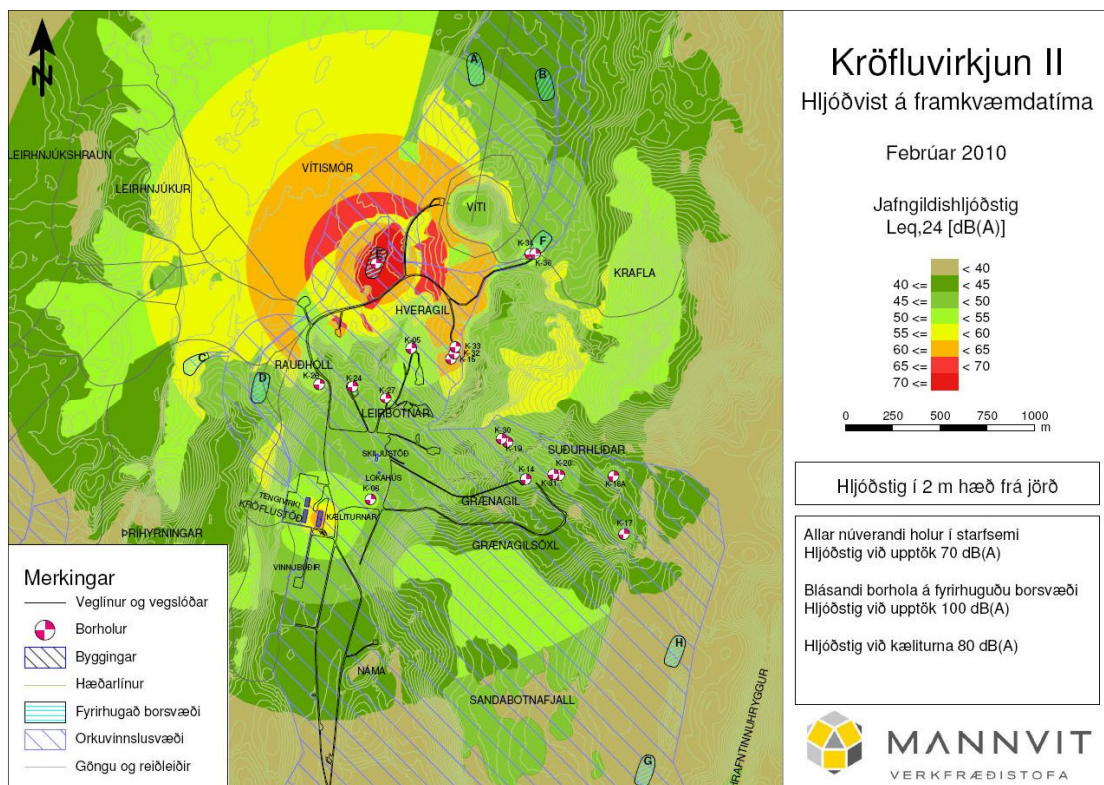 Kröfluvirkjun II
Hljóðvist á framkvæmdatíma
Febrúar 2010
Jafngildishljóðstig
Leq,24 [dB(A)]
< 40
40 <= < 45
45 <= < 50
50 <= < 55
55 <= < 60
60 <= < 65
65 <= < 70
70 <=
0 250 500 750 1000
m
Hljóðstig í 2 m hæð frá jörð
Allar núverandi holur í starfsemi
Hljóðstig við upptök 70 dB(A)
Blásandi borhola á fyrirhuguðu borsvæði
Hljóðstig við upptök 100 dB(A)
Hljóðstig við kæliturna 80 dB(A)
MANNVIT
VERKFRÆÐISTOFA
N
A
B
LEIRHNJÚKSHRAUN
VÍTISMÓR
LEIRHNJÚKUR
VÍTI
E
F
K-34
K-36
KRAFLA
HVERAGIL
K-05
K-33
K-32
K-15
C
RAUÐHÓLL
D
K-26
K-24
K-27
LEIRBOTNAR
K-30
K-19
SUÐURHLÍÐAR
SKILJUSTÖÐ
LOKAHÚS
K-14
K-20
K-31
K-16A
K-06
GRÆNAGIL
TENGIVIRKI
KRÖFLUSTÖÐ
KÆLITURNAR
K-17
ÞRÍHYRNINGAR
GRÆNAGILSÖXL
VINNUBÚÐIR
H
NÁMA
SANDABOTNAFJALL
G
HRAFNTINNUHRYGGUR
Merkingar
Veglínur og vegslóðar
Borholur
Byggingar
Hæðarlínur
Fyrirhugað borsvæði
Orkuvinnslusvæði
Göngu og reiðleiðir